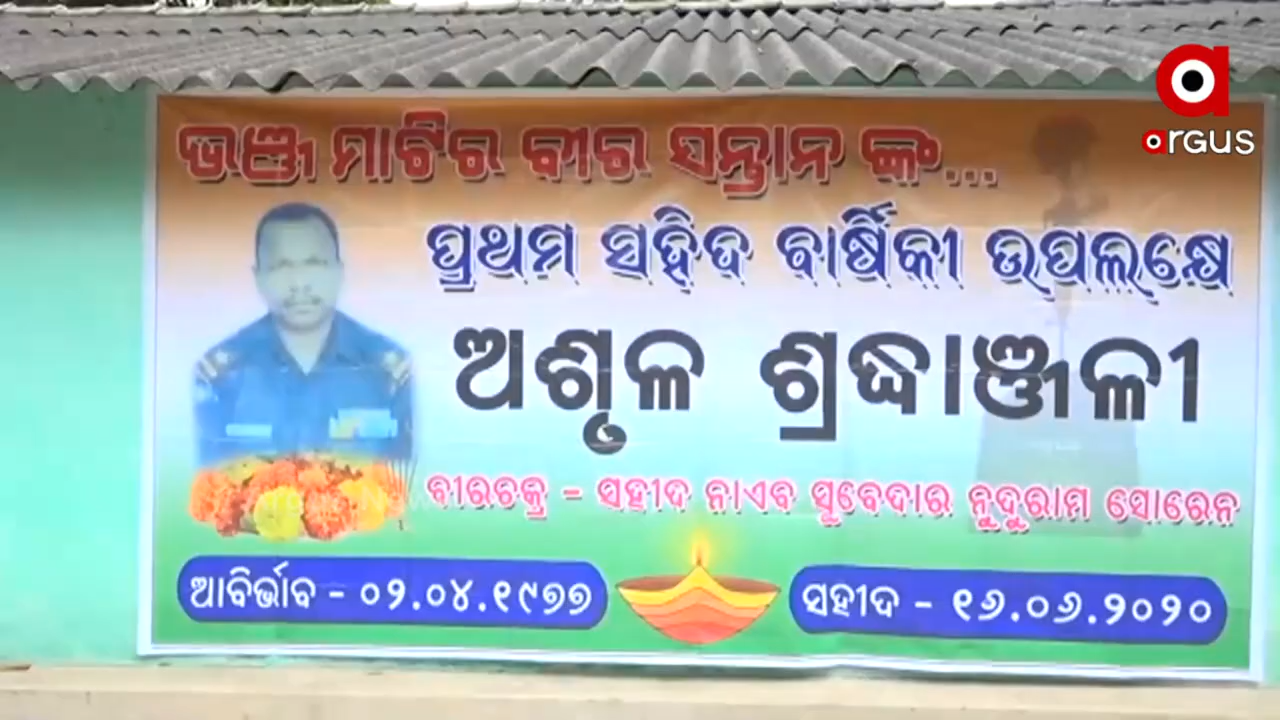 argus
ଭଞ୍ଜ ମାଟିର ବୀର ସନ୍ତାନ ଙ୍କ...
ପ୍ରଥମ ସହିଦ ବାର୍ଷିକୀ ଉପଲକ୍ଷେ
ଅଶୃଳ ଶ୍ରଦ୍ଧାଞ୍ଜଳୀ
ବୀରଚକ୍ର - ସହୀଦ ନାଏବ ସୁବେଦାର ନୁଦୁରାମ ସୋରେନ
ଆବିର୍ଭାବ - ୦୨.୦୪.୧୯୭୭
ସହୀଦ - ୧୬.୦୬.୨୦୨୦